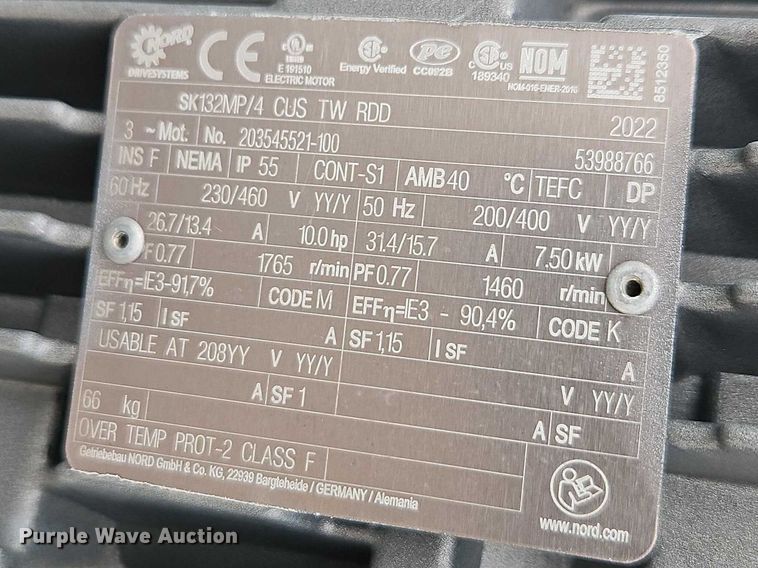 NORD DRIVESYSTEMS CE UL E 191510 ELECTRIC MOTOR Energy Verified CC092B C US 189340 NOM NOM-016-ENER-2016 8512350
SK132MP/4 CUS TW RDD 2022
3 ~Mot. No. 203545521-100 53988766
INS F NEMA IP 55 CONT-S1 AMB 40 °C TEFC DP
60 Hz 230/460 V YY/Y 50 Hz 200/400 V YY/Y
26.7/13.4 A 10.0 hp 31.4/15.7 A 7.50 kW
PF 0.77 1765 r/min PF 0.77 1460 r/min
EFFη=IE3-91,7% CODE M EFFη=IE3 - 90,4% CODE K
SF 1,15 I SF A SF 1,15 I SF A
USABLE AT 208YY V YY/Y V YY/Y
66 kg A SF 1 A SF
OVER TEMP PROT-2 CLASS F
Getriebebau NORD GmbH & Co. KG, 22939 Bargteheide / GERMANY / Alemania
www.nord.com
Purple Wave Auction